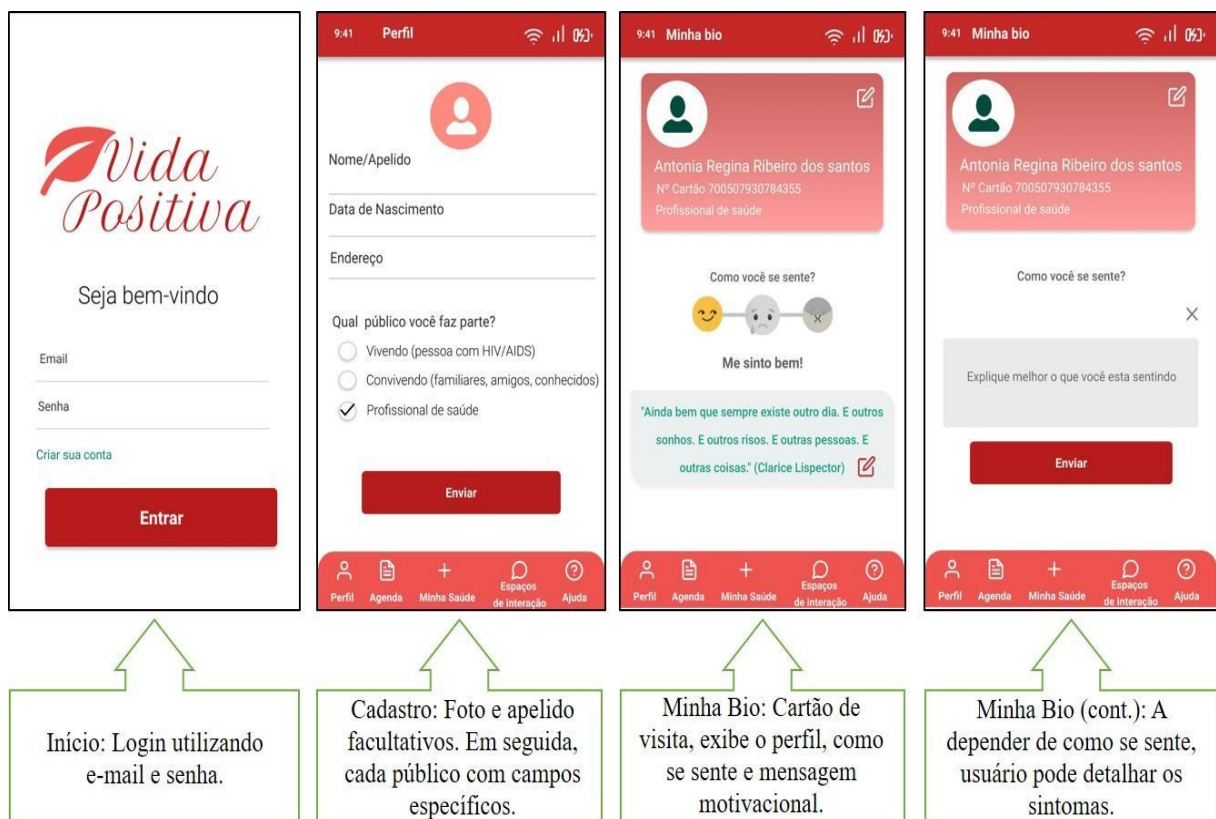 Vida
Positiva
Seja bem-vindo
Email
Senha
Criar sua conta
Entrar
9:41 Perfil
Nome/Apelido
Data de Nascimento
Endereço
Qual público você faz parte?
Vivendo (pessoa com HIV/AIDS)
Convivendo (familiares, amigos, conhecidos)
Profissional de saúde
Enviar
Perfil Agenda Minha Saúde Espaços
de interação Ajuda
9:41 Minha bio
Antonia Regina Ribeiro dos santos
Nº Cartão 700507930784355
Profissional de saúde
Como você se sente?
Me sinto bem!
"Ainda bem que sempre existe outro dia. E outros
sonhos. E outros risos. E outras pessoas. E
outras coisas." (Clarice Lispector)
Perfil Agenda Minha Saúde Espaços
de interação Ajuda
9:41 Minha bio
Antonia Regina Ribeiro dos santos
Nº Cartão 700507930784355
Profissional de saúde
Como você se sente?
Explique melhor o que você esta sentindo
Enviar
Perfil Agenda Minha Saúde Espaços
de interação Ajuda
Início: Login utilizando
e-mail e senha.
Cadastro: Foto e apelido
facultativos. Em seguida,
cada público com campos
específicos.
Minha Bio: Cartão de
visita, exibe o perfil, como
se sente e mensagem
motivacional.
Minha Bio (cont.): A
depender de como se sente,
usuário pode detalhar os
sintomas.